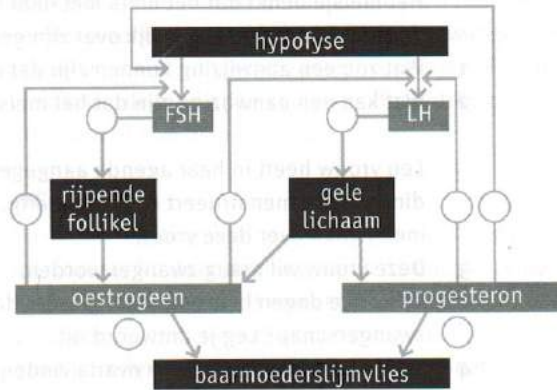 hypofyse
FSH
LH
rijpende
follikel
gele
lichaam
oestrogeen
progesteron
baarmoederslijmvlies